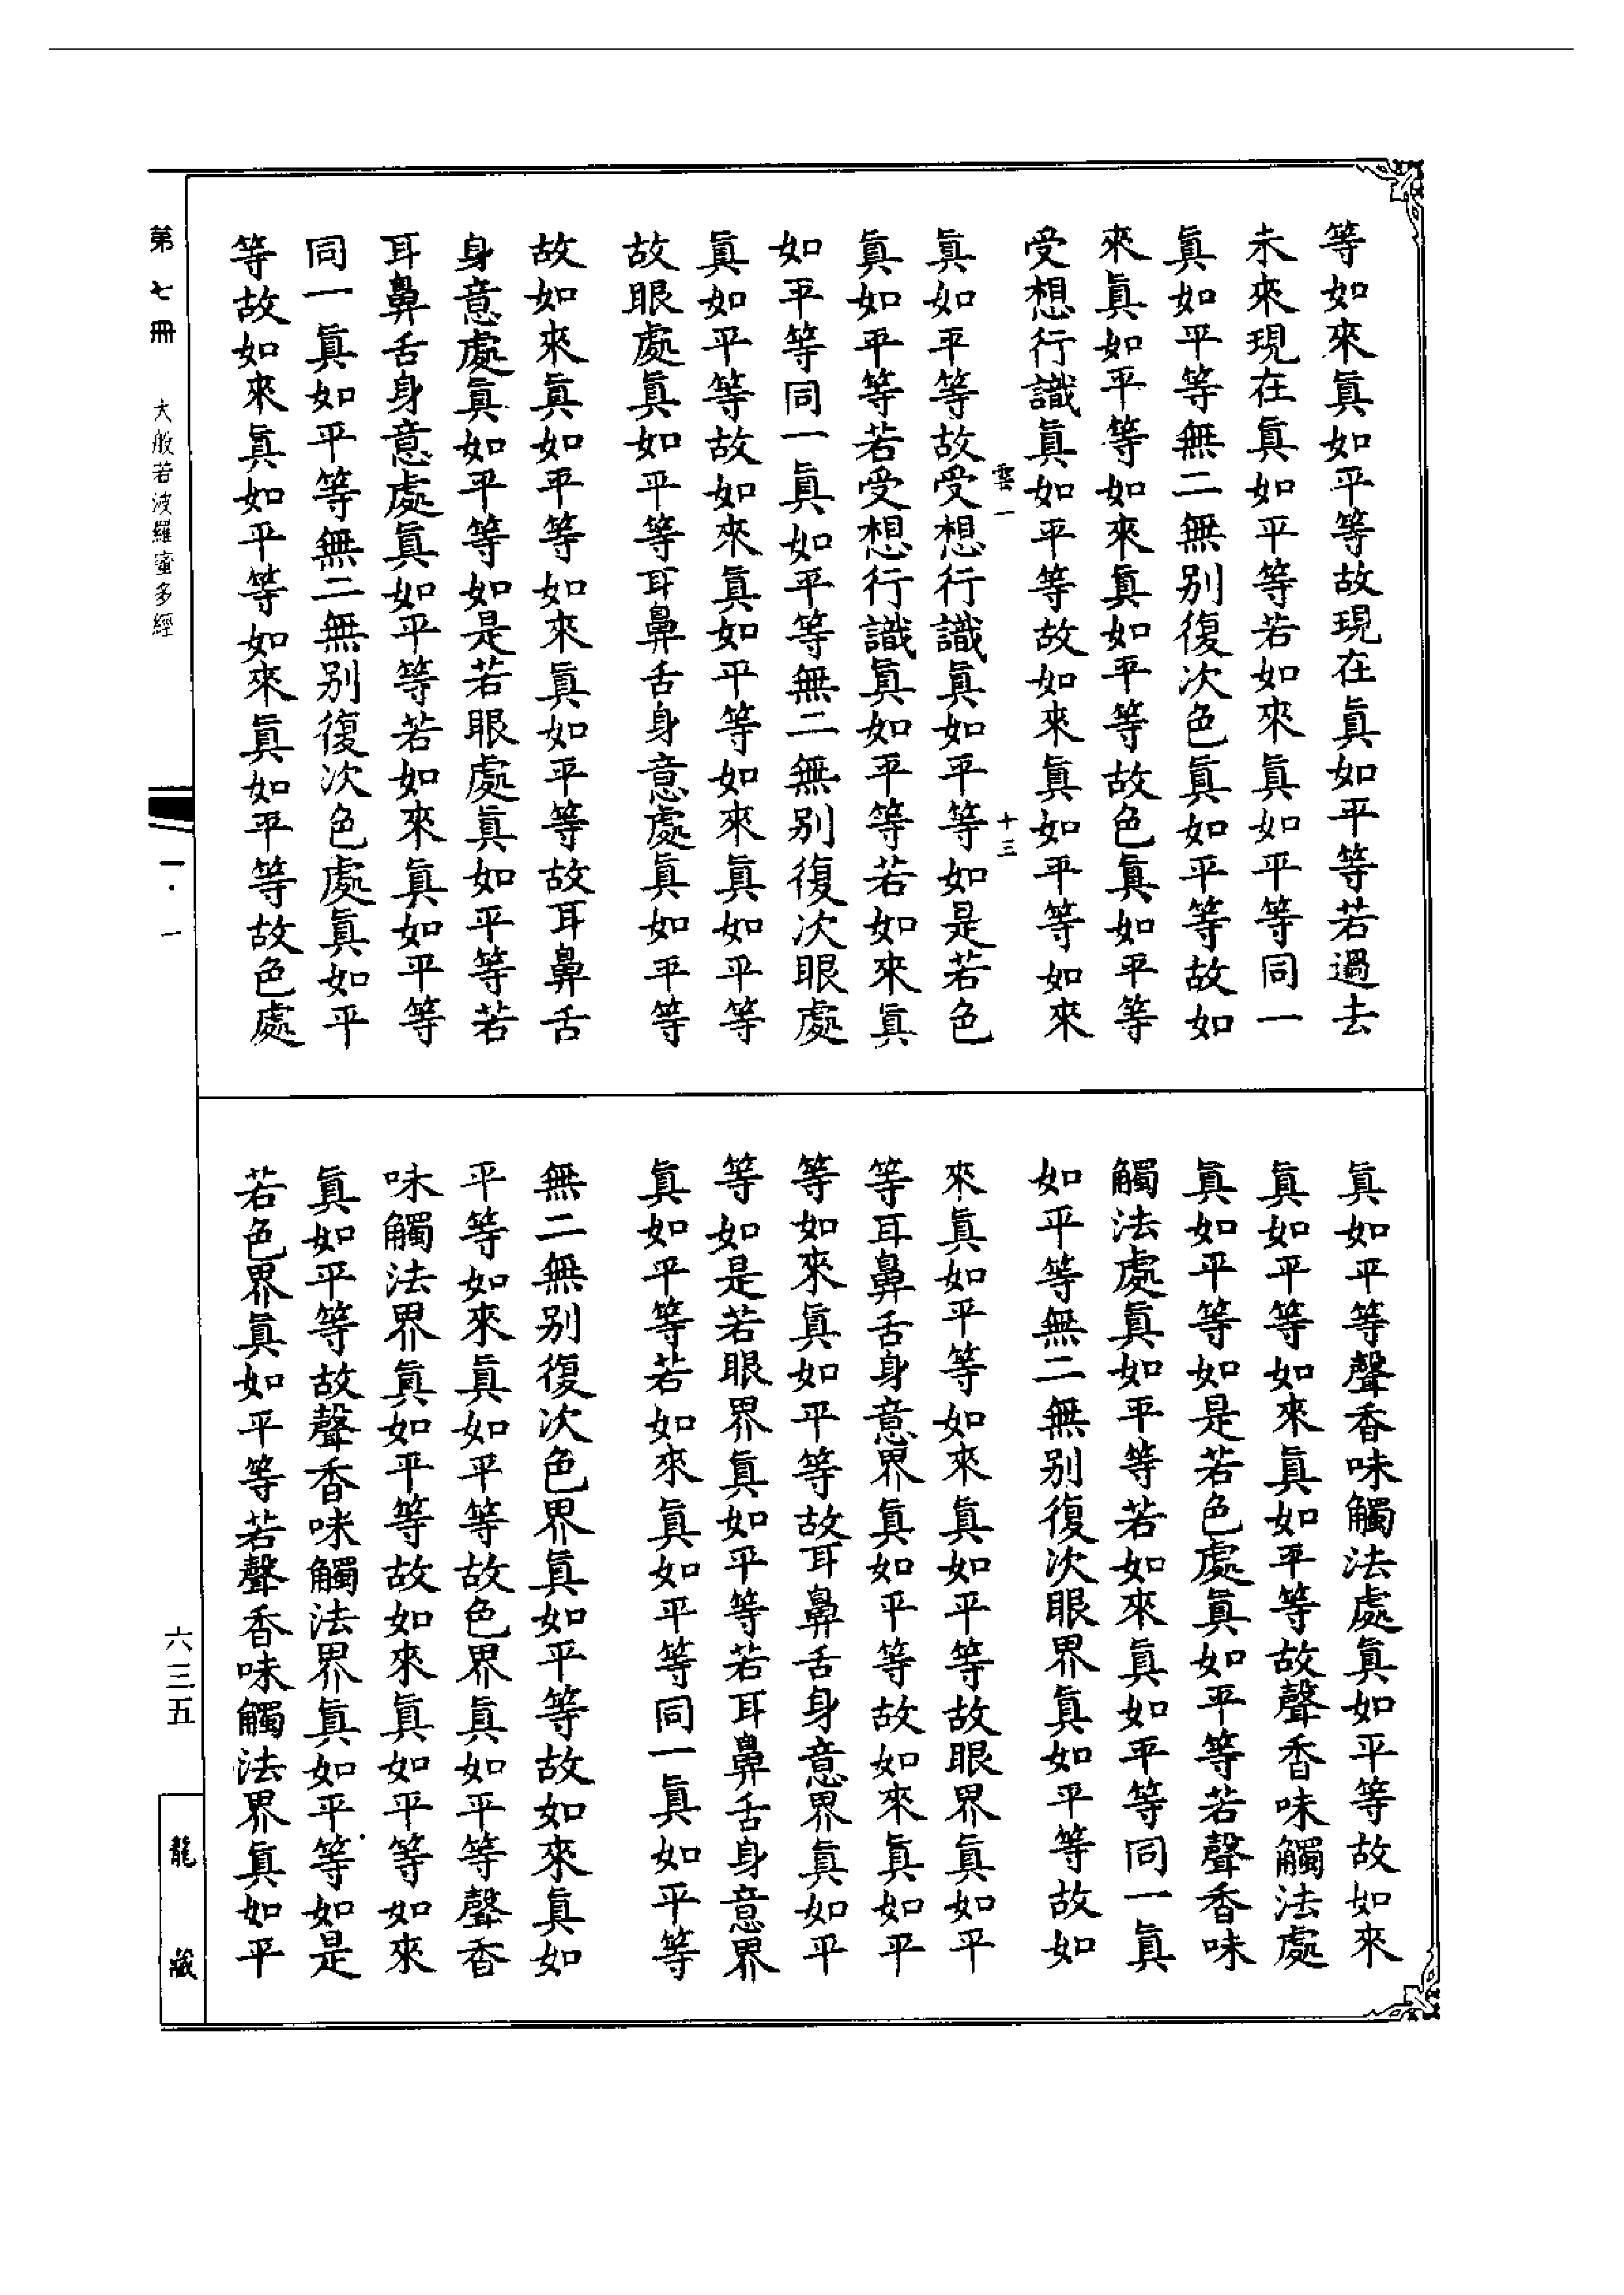 等如來眞如平等故現在眞如平等若過去
未來現在眞如平等若如來眞如平等同一
眞如平等無二無别復次色眞如平等故如
來眞如平等如來眞如平等故色眞如平等
受想行識眞如平等故如來眞如平等如來
雲一 十三
眞如平等故受想行識眞如平等如是若色
眞如平等若受想行識眞如平等若如來眞
如平等同一眞如平等無二無别復次眼處
眞如平等故如來眞如平等如來眞如平等
故眼處眞如平等耳鼻舌身意處眞如平等
故如來眞如平等如來眞如平等故耳鼻舌
身意處眞如平等如是若眼處眞如平等若
耳鼻舌身意處眞如平等若如來眞如平等
同一眞如平等無二無别復次色處眞如平
等故如來眞如平等如來眞如平等故色處
眞如平等聲香味觸法處眞如平等故如來
眞如平等如來眞如平等故聲香味觸法處
眞如平等如是若色處眞如平等若聲香味
觸法處眞如平等若如來眞如平等同一眞
如平等無二無别復次眼界眞如平等故如
來眞如平等如來眞如平等故眼界眞如平
等耳鼻舌身意界眞如平等故如來眞如平
等如來眞如平等故耳鼻舌身意界眞如平
等如是若眼界眞如平等若耳鼻舌身意界
眞如平等若如來眞如平等同一眞如平等
無二無别復次色界眞如平等故如來眞如
平等如來眞如平等故色界眞如平等聲香
味觸法界眞如平等故如來眞如平等如來
眞如平等故聲香味觸法界眞如平等如是
若色界眞如平等若聲香味觸法界眞如平
第七冊 大般若波羅蜜多經 一·一
六三五
龍藏